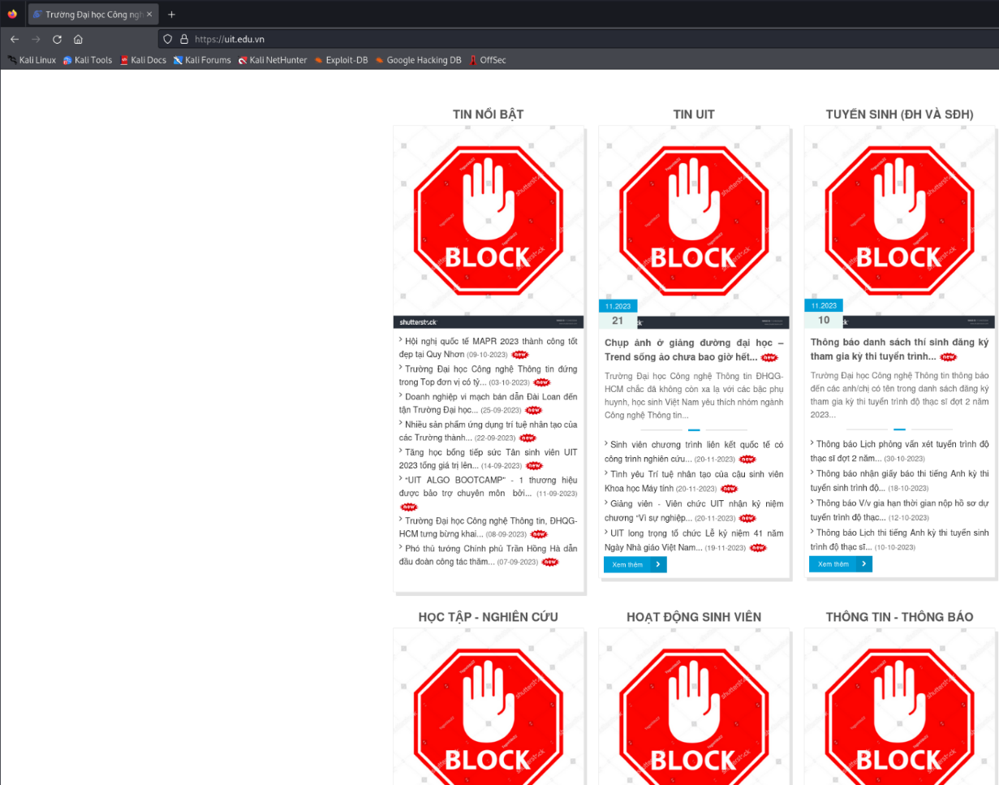 Trường Đại học Công ngh
https://uit.edu.vn
Kali Linux Kali Tools Kali Docs Kali Forums Kali NetHunter Exploit-DB Google Hacking DB OffSec
TIN NỔI BẬT
BLOCK
shutterstock
Hội nghị quốc tế MAPR 2023 thành công tốt
đẹp tại Quy Nhơn (09-10-2023) new
Trường Đại học Công nghệ Thông tin đứng
trong Top đơn vị có tỷ... (03-10-2023) new
Doanh nghiệp vi mạch bán dẫn Đài Loan đến
tận Trường Đại học... (25-09-2023) new
Nhiều sản phẩm ứng dụng trí tuệ nhân tạo của
các Trường thành... (22-09-2023) new
Tặng học bổng tiếp sức Tân sinh viên UIT
2023 tổng giá trị lên... (14-09-2023) new
“UIT ALGO BOOTCAMP” - 1 thương hiệu
được bảo trợ chuyên môn bởi... (11-09-2023)
new
Trường Đại học Công nghệ Thông tin, ĐHQG-
HCM tưng bừng khai... (08-09-2023) new
Phó thủ tướng Chính phủ Trần Hồng Hà dẫn
đầu đoàn công tác thăm... (07-09-2023) new
TIN UIT
BLOCK
11.2023
21
Chụp ảnh ở giảng đường đại học –
Trend sống ảo chưa bao giờ hết... new
Trường Đại học Công nghệ Thông tin ĐHQG-
HCM chắc đã không còn xa lạ với các bậc phụ
huynh, học sinh Việt Nam yêu thích nhóm ngành
Công nghệ Thông tin...
Sinh viên chương trình liên kết quốc tế có
công trình nghiên cứu... (20-11-2023) new
Tình yêu Trí tuệ nhân tạo của cậu sinh viên
Khoa học Máy tính (20-11-2023) new
Giảng viên - Viên chức UIT nhận kỷ niệm
chương “Vì sự nghiệp... (20-11-2023) new
UIT long trọng tổ chức Lễ kỷ niệm 41 năm
Ngày Nhà giáo Việt Nam... (19-11-2023) new
Xem thêm
TUYỂN SINH (ĐH VÀ SĐH)
BLOCK
11.2023
10
Thông báo danh sách thí sinh đăng ký
tham gia kỳ thi tuyển trình... new
Trường Đại học Công nghệ Thông tin thông báo
đến các anh/chị có tên trong danh sách đăng ký
tham gia kỳ thi tuyển trình độ thạc sĩ đợt 2 năm
2023...
Thông báo Lịch phỏng vấn xét tuyển trình độ
thạc sĩ đợt 2 năm... (30-10-2023)
Thông báo nhận giấy báo thi tiếng Anh kỳ thi
tuyển sinh trình độ... (18-10-2023)
Thông báo V/v gia hạn thời gian nộp hồ sơ dự
tuyển trình độ thạc... (12-10-2023)
Thông báo Lịch thi tiếng Anh kỳ thi tuyển sinh
trình độ thạc sĩ... (10-10-2023)
Xem thêm
HỌC TẬP - NGHIÊN CỨU
BLOCK
HOẠT ĐỘNG SINH VIÊN
BLOCK
THÔNG TIN - THÔNG BÁO
BLOCK